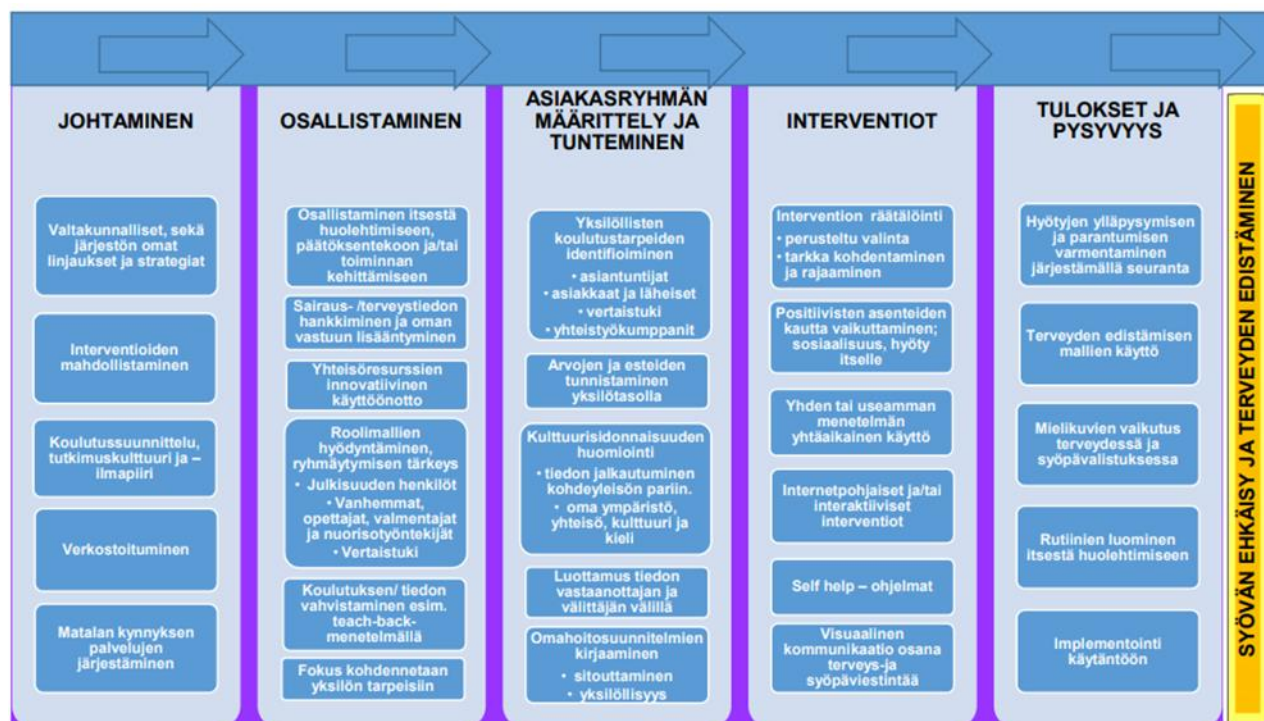 JOHTAMINEN
Valtakunnalliset, sekä
järjestön omat
linjaukset ja strategiat
Interventioiden
mahdollistaminen
Koulutussuunnittelu,
tutkimuskulttuuri ja –
ilmapiiri
Verkostoituminen
Matalan kynnyksen
palvelujen
järjestäminen
OSALLISTAMINEN
Osallistaminen itsestä
huolehtimiseen,
päätöksentekoon ja/tai
toiminnan
kehittämiseen
Sairaus- /terveystiedon
hankkiminen ja oman
vastuun lisääntyminen
Yhteisöresurssien
innovatiivinen
käyttöönotto
Roolimallien
hyödyntäminen,
ryhmäytymisen tärkeys
• Julkisuuden henkilöt
• Vanhemmat,
opettajat, valmentajat
ja nuorisotyöntekijät
• Vertaistuki
Koulutuksen/ tiedon
vahvistaminen esim.
teach-back-
menetelmällä
Fokus kohdennetaan
yksilön tarpeisiin
ASIAKASRYHMÄN
MÄÄRITTELY JA
TUNTEMINEN
Yksilöllisten
koulutustarpeiden
identifioiminen
• asiantuntijat
• asiakkaat ja läheiset
• vertaistuki
• yhteistyökumppanit
Arvojen ja esteiden
tunnistaminen
yksilötasolla
Kulttuurisidonnaisuuden
huomiointi
• tiedon jalkautuminen
kohdeyleisön pariin.
• oma ympäristö,
yhteisö, kulttuuri ja
kieli
Luottamus tiedon
vastaanottajan ja
välittäjän välillä
Omahoitosuunnitelmien
kirjaaminen
• sitouttaminen
• yksilöllisyys
INTERVENTIOT
Intervention räätälöinti
• perusteltu valinta
• tarkka kohdentaminen
ja rajaaminen
Positiivisten asenteiden
kautta vaikuttaminen;
sosiaalisuus, hyöty
itselle
Yhden tai useamman
menetelmän
yhtäaikainen käyttö
Internetpohjaiset ja/tai
interaktiiviset
interventiot
Self help – ohjelmat
Visuaalinen
kommunikaatio osana
terveys-ja
syöpäviestintää
TULOKSET JA
PYSYVYYS
Hyötyjen ylläpysymisen
ja parantumisen
varmentaminen
järjestämällä seuranta
Terveyden edistämisen
mallien käyttö
Mielikuvien vaikutus
terveydessä ja
syöpävalistuksessa
Rutiinien luominen
itsestä huolehtimiseen
Implementointi
käytäntöön
SYÖVÄN EHKÄISY JA TERVEYDEN EDISTÄMINEN